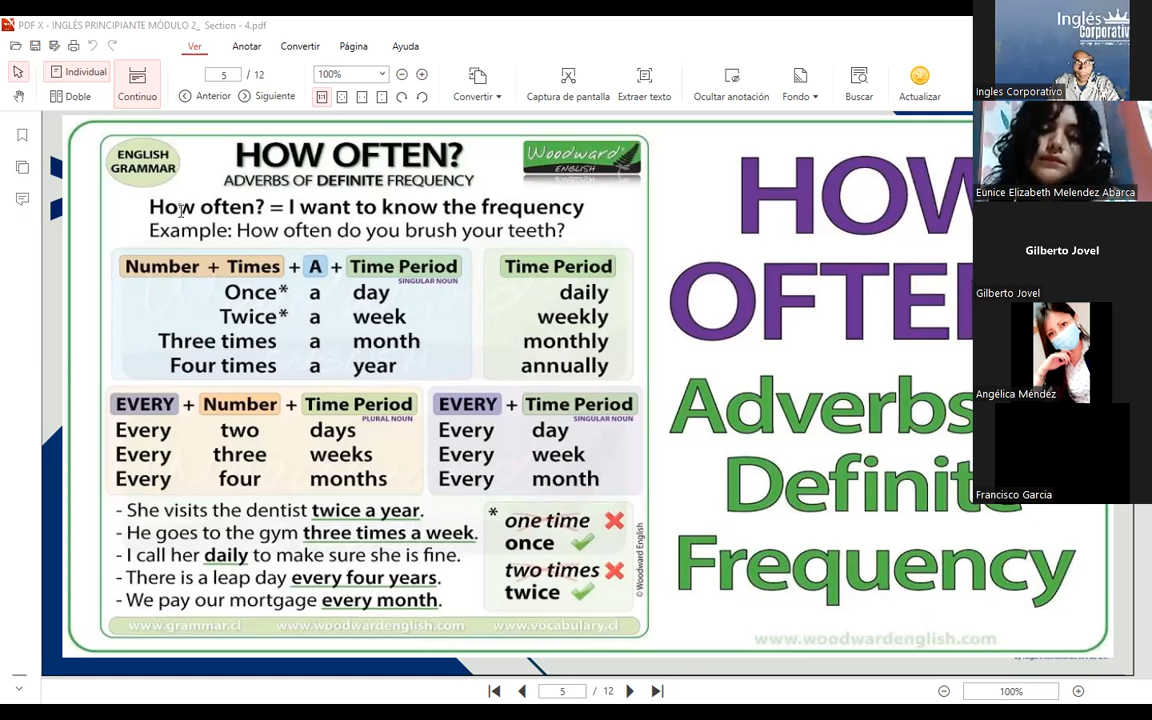 PDF X - INGLÉS PRINCIPIANTE MÓDULO 2_ Section - 4.pdf
Ver
Anotar
Convertir
Página
Ayuda
Individual
Doble
Continuo
5 / 12
Anterior
Siguiente
100%
Convertir
Captura de pantalla
Extraer texto
Ocultar anotación
Fondo
Buscar
Actualizar
ENGLISH
GRAMMAR
HOW OFTEN?
ADVERBS OF DEFINITE FREQUENCY
Woodward
ENGLISH
How often? = I want to know the frequency
Example: How often do you brush your teeth?
Number + Times + A + Time Period
SINGULAR NOUN
Once* a day
Twice* a week
Three times a month
Four times a year
Time Period
daily
weekly
monthly
annually
EVERY + Number + Time Period
PLURAL NOUN
Every two days
Every three weeks
Every four months
EVERY + Time Period
SINGULAR NOUN
Every day
Every week
Every month
- She visits the dentist twice a year.
- He goes to the gym three times a week.
- I call her daily to make sure she is fine.
- There is a leap day every four years.
- We pay our mortgage every month.
* one time
once
two times
twice
© Woodward English
www.grammar.cl www.woodwardenglish.com www.vocabulary.cl
HOW
OFTE
Adverbs
Definit
Frequency
www.woodwardenglish.com
5 / 12
100%
Inglés
Corporativo
Ingles Corporativo
Eunice Elizabeth Melendez Abarca
Gilberto Jovel
Gilberto Jovel
Angélica Méndez
Francisco Garcia